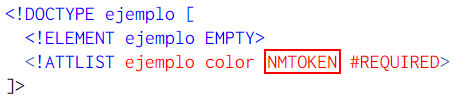 <!DOCTYPE ejemplo [
<!ELEMENT ejemplo EMPTY>
<!ATTLIST ejemplo color NMTOKEN #REQUIRED>
]>